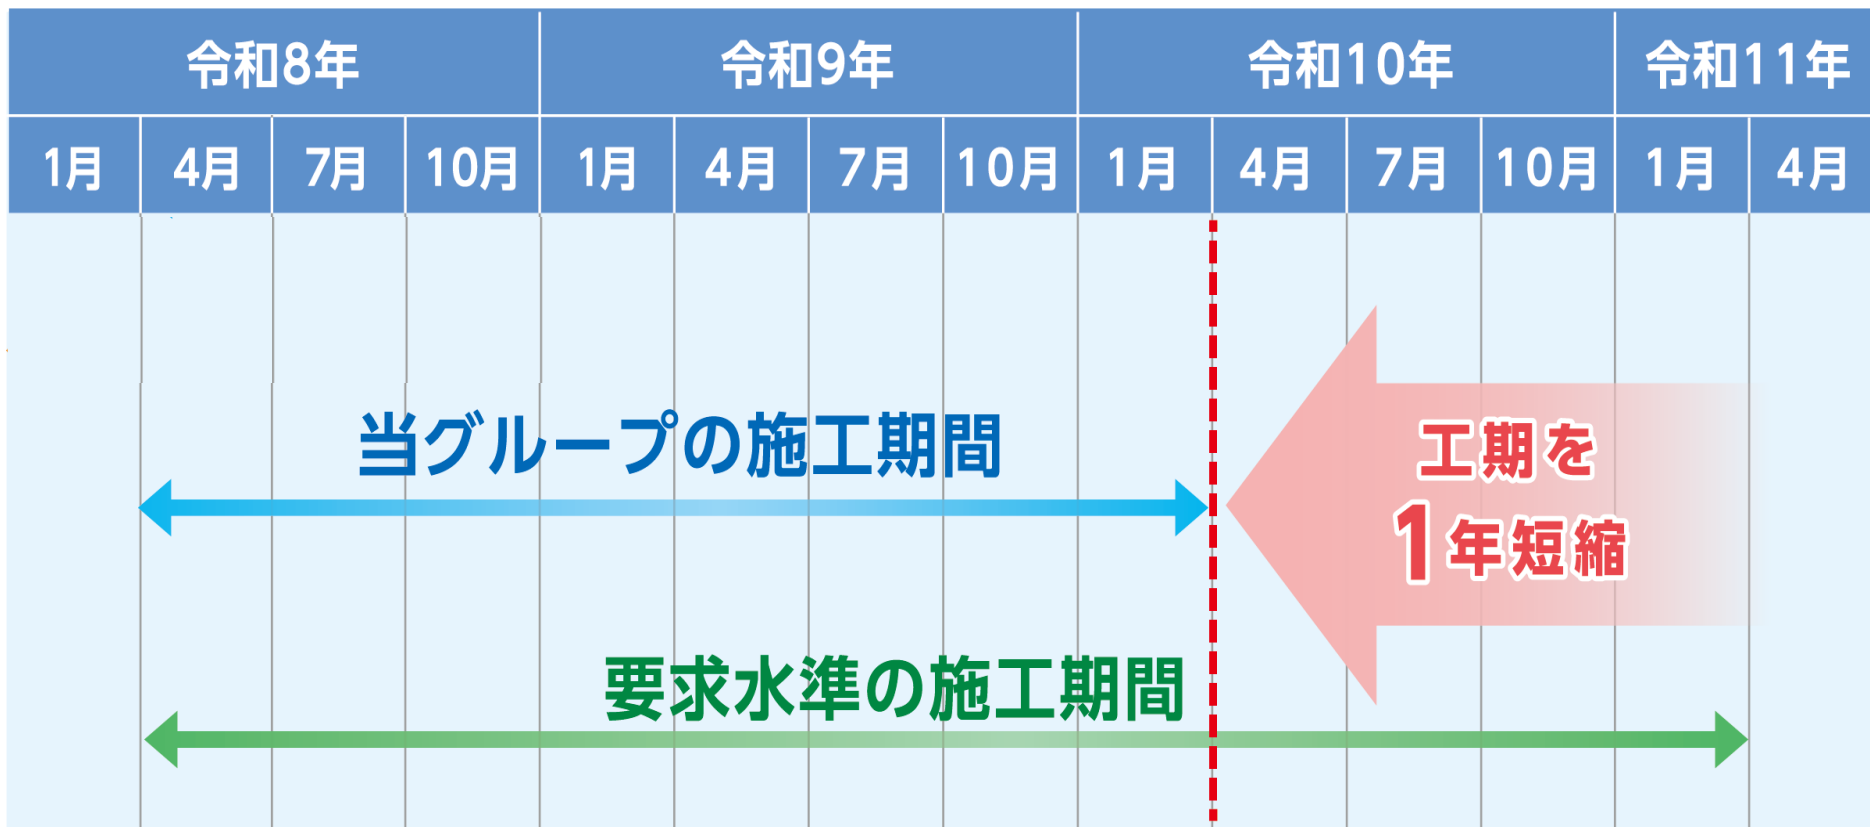 令和8年 令和9年 令和10年 令和11年
1月 4月 7月 10月 1月 4月 7月 10月 1月 4月 7月 10月 1月 4月
当グループの施工期間
工期を
1年短縮
要求水準の施工期間